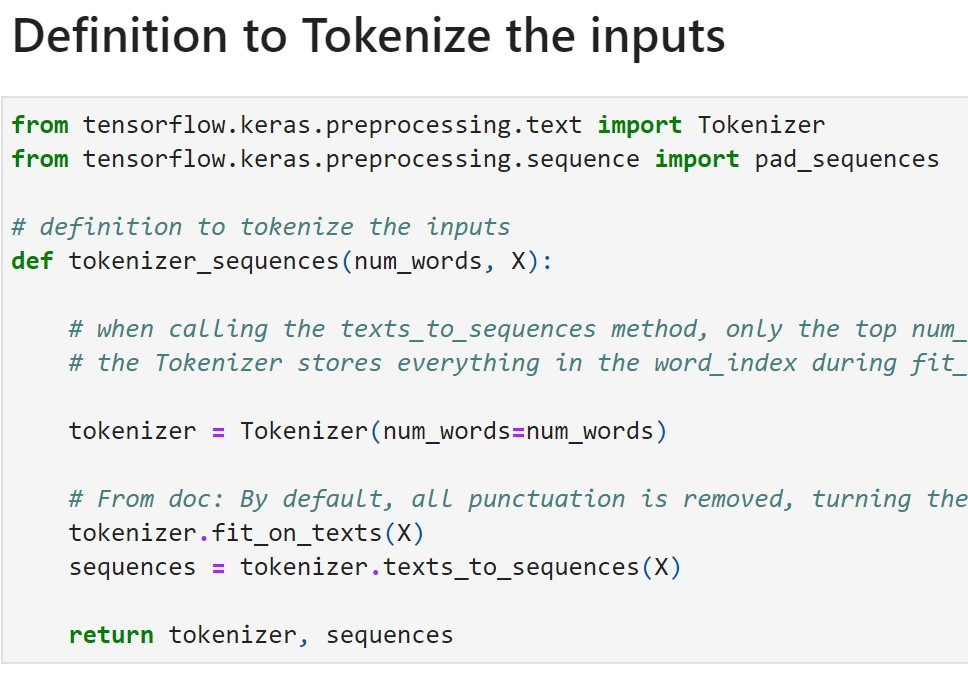 Definition to Tokenize the inputs
from tensorflow.keras.preprocessing.text import Tokenizer
from tensorflow.keras.preprocessing.sequence import pad_sequences
# definition to tokenize the inputs
def tokenizer_sequences(num_words, X):
# when calling the texts_to_sequences method, only the top num_
# the Tokenizer stores everything in the word_index during fit_
tokenizer = Tokenizer(num_words=num_words)
# From doc: By default, all punctuation is removed, turning the
tokenizer.fit_on_texts(X)
sequences = tokenizer.texts_to_sequences(X)
return tokenizer, sequences